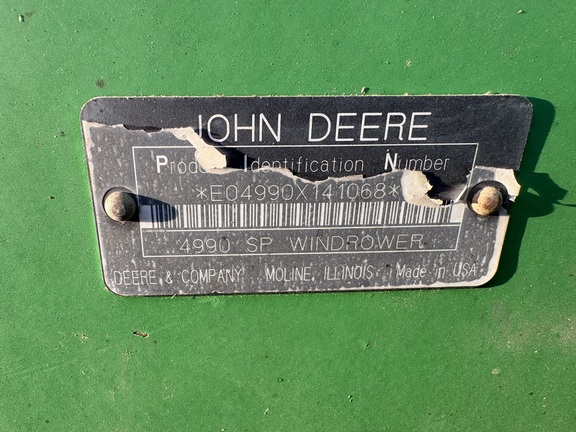 JOHN DEERE
Product Identification Number
*E04990X141068*
4990 SP WINDROWER
DEERE & COMPANY MOLINE, ILLINOIS Made in USA